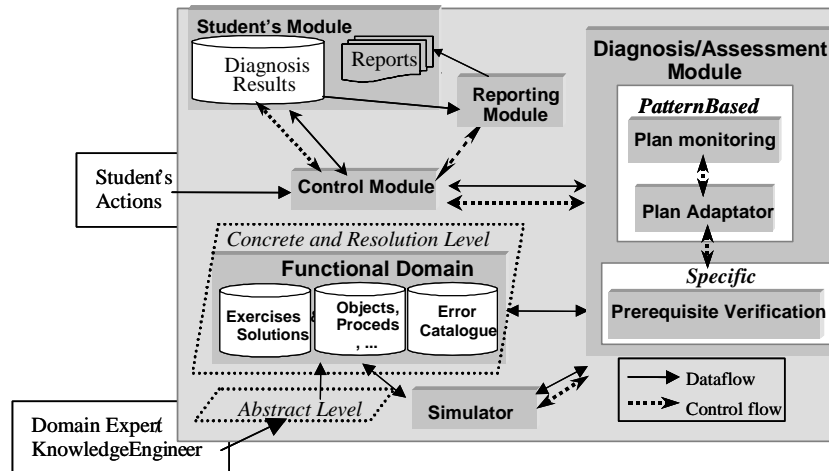 Student's Module
Diagnosis
Results
Reports
Reporting
Module
Student's
Actions
Control Module
Diagnosis/Assessment
Module
PatternBased
Plan monitoring
Plan Adaptator
Specific
Prerequisite Verification
Concrete and Resolution Level
Functional Domain
Exercises &
Solutions
Objects,
Proceds
, ...
Error
Catalogue
Abstract Level
Simulator
Domain Expert/
KnowledgeEngineer
Dataflow
Control flow